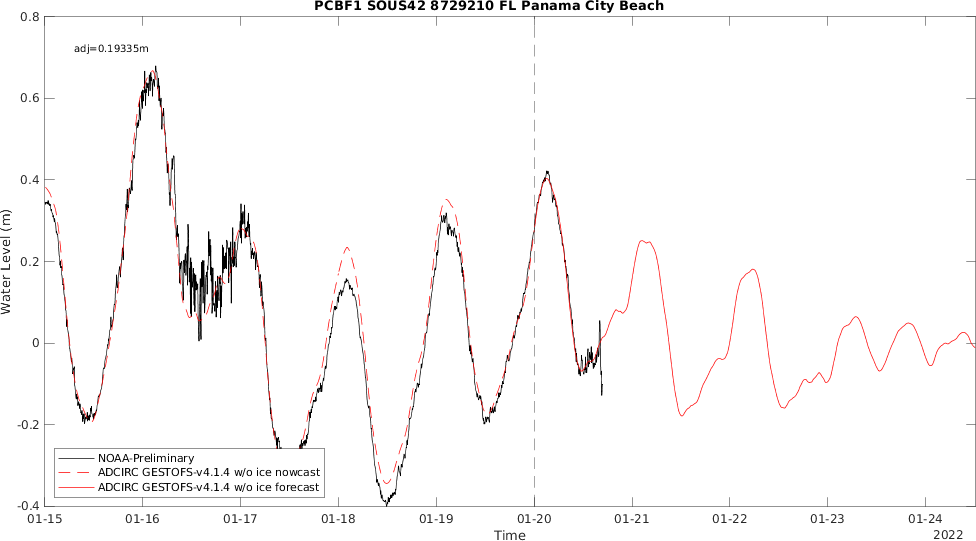 PCBF1 SOUS42 8729210 FL Panama City Beach
0.8
adj=0.19335m
0.6
0.4
0.2
0
-0.2
-0.4
Water Level (m)
NOAA-Preliminary
ADCIRC GESTOFS-v4.1.4 w/o ice nowcast
ADCIRC GESTOFS-v4.1.4 w/o ice forecast
01-15 01-16 01-17 01-18 01-19 01-20 01-21 01-22 01-23 01-24
Time
2022